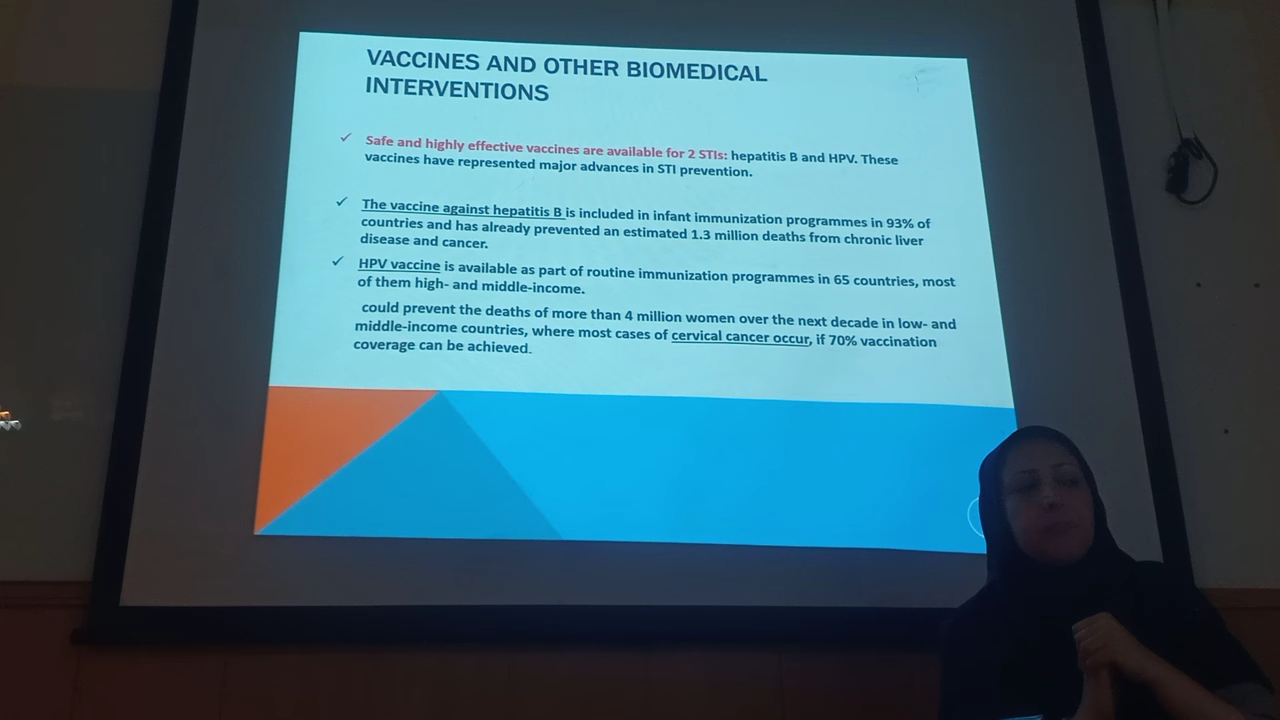 VACCINES AND OTHER BIOMEDICAL
INTERVENTIONS
✓ Safe and highly effective vaccines are available for 2 STIs: hepatitis B and HPV. These
vaccines have represented major advances in STI prevention.
✓ The vaccine against hepatitis B is included in infant immunization programmes in 93% of
countries and has already prevented an estimated 1.3 million deaths from chronic liver
disease and cancer.
✓ HPV vaccine is available as part of routine immunization programmes in 65 countries, most
of them high- and middle-income.
could prevent the deaths of more than 4 million women over the next decade in low- and
middle-income countries, where most cases of cervical cancer occur, if 70% vaccination
coverage can be achieved.